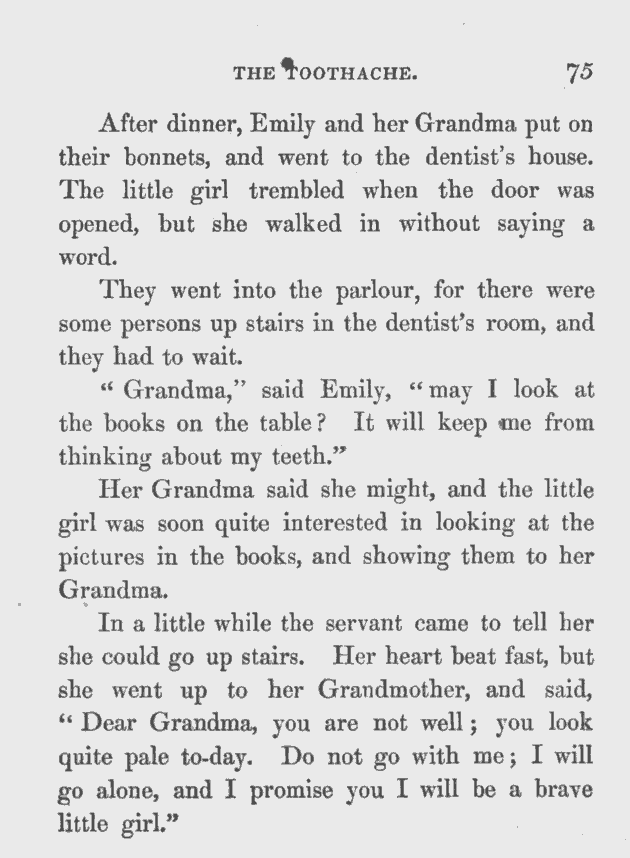 THE TOOTHACHE. 75
After dinner, Emily and her Grandma put on
their bonnets, and went to the dentist's house.
The little girl trembled when the door was
opened, but she walked in without saying a
word.
They went into the parlour, for there were
some persons up stairs in the dentist's room, and
they had to wait.
“ Grandma,” said Emily, “ may I look at
the books on the table? It will keep me from
thinking about my teeth.”
Her Grandma said she might, and the little
girl was soon quite interested in looking at the
pictures in the books, and showing them to her
Grandma.
In a little while the servant came to tell her
she could go up stairs. Her heart beat fast, but
she went up to her Grandmother, and said,
“ Dear Grandma, you are not well ; you look
quite pale to-day. Do not go with me ; I will
go alone, and I promise you I will be a brave
little girl.”